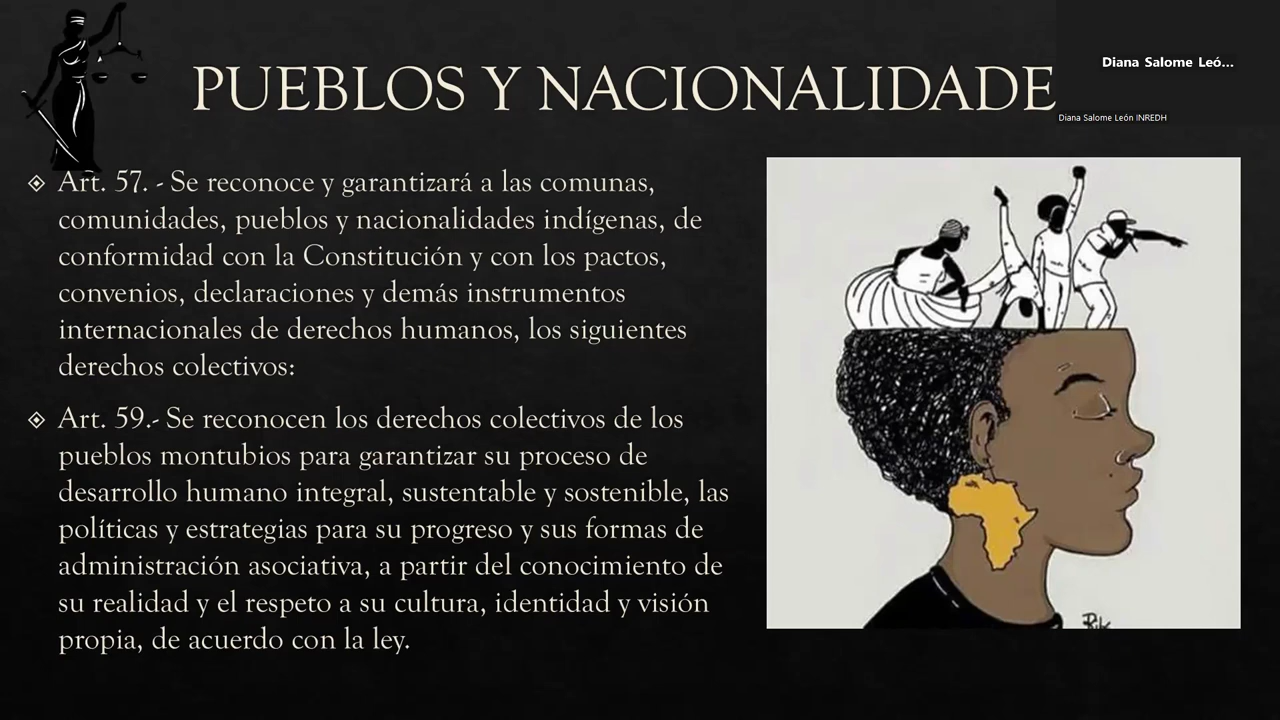 PUEBLOS Y NACIONALIDADE
Diana Salome Leó...
Diana Salome León INREDH
Art. 57. - Se reconoce y garantizará a las comunas,
comunidades, pueblos y nacionalidades indígenas, de
conformidad con la Constitución y con los pactos,
convenios, declaraciones y demás instrumentos
internacionales de derechos humanos, los siguientes
derechos colectivos:
Art. 59.- Se reconocen los derechos colectivos de los
pueblos montubios para garantizar su proceso de
desarrollo humano integral, sustentable y sostenible, las
políticas y estrategias para su progreso y sus formas de
administración asociativa, a partir del conocimiento de
su realidad y el respeto a su cultura, identidad y visión
propia, de acuerdo con la ley.